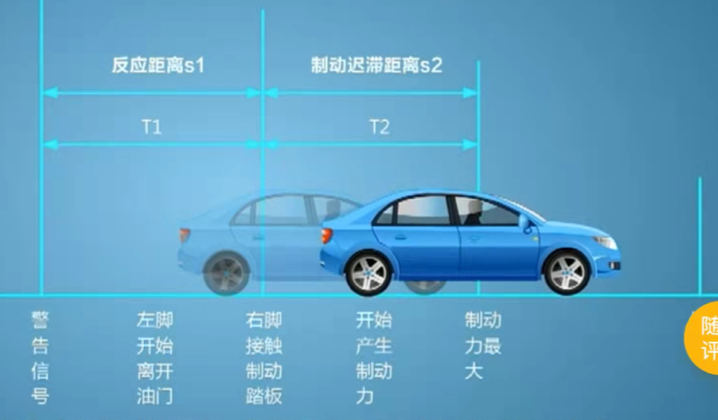 反应距离s1
制动迟滞距离s2
T1
T2
警告信号
左脚开始离开油门
右脚接触制动踏板
开始产生制动力
制动力最大
随
评